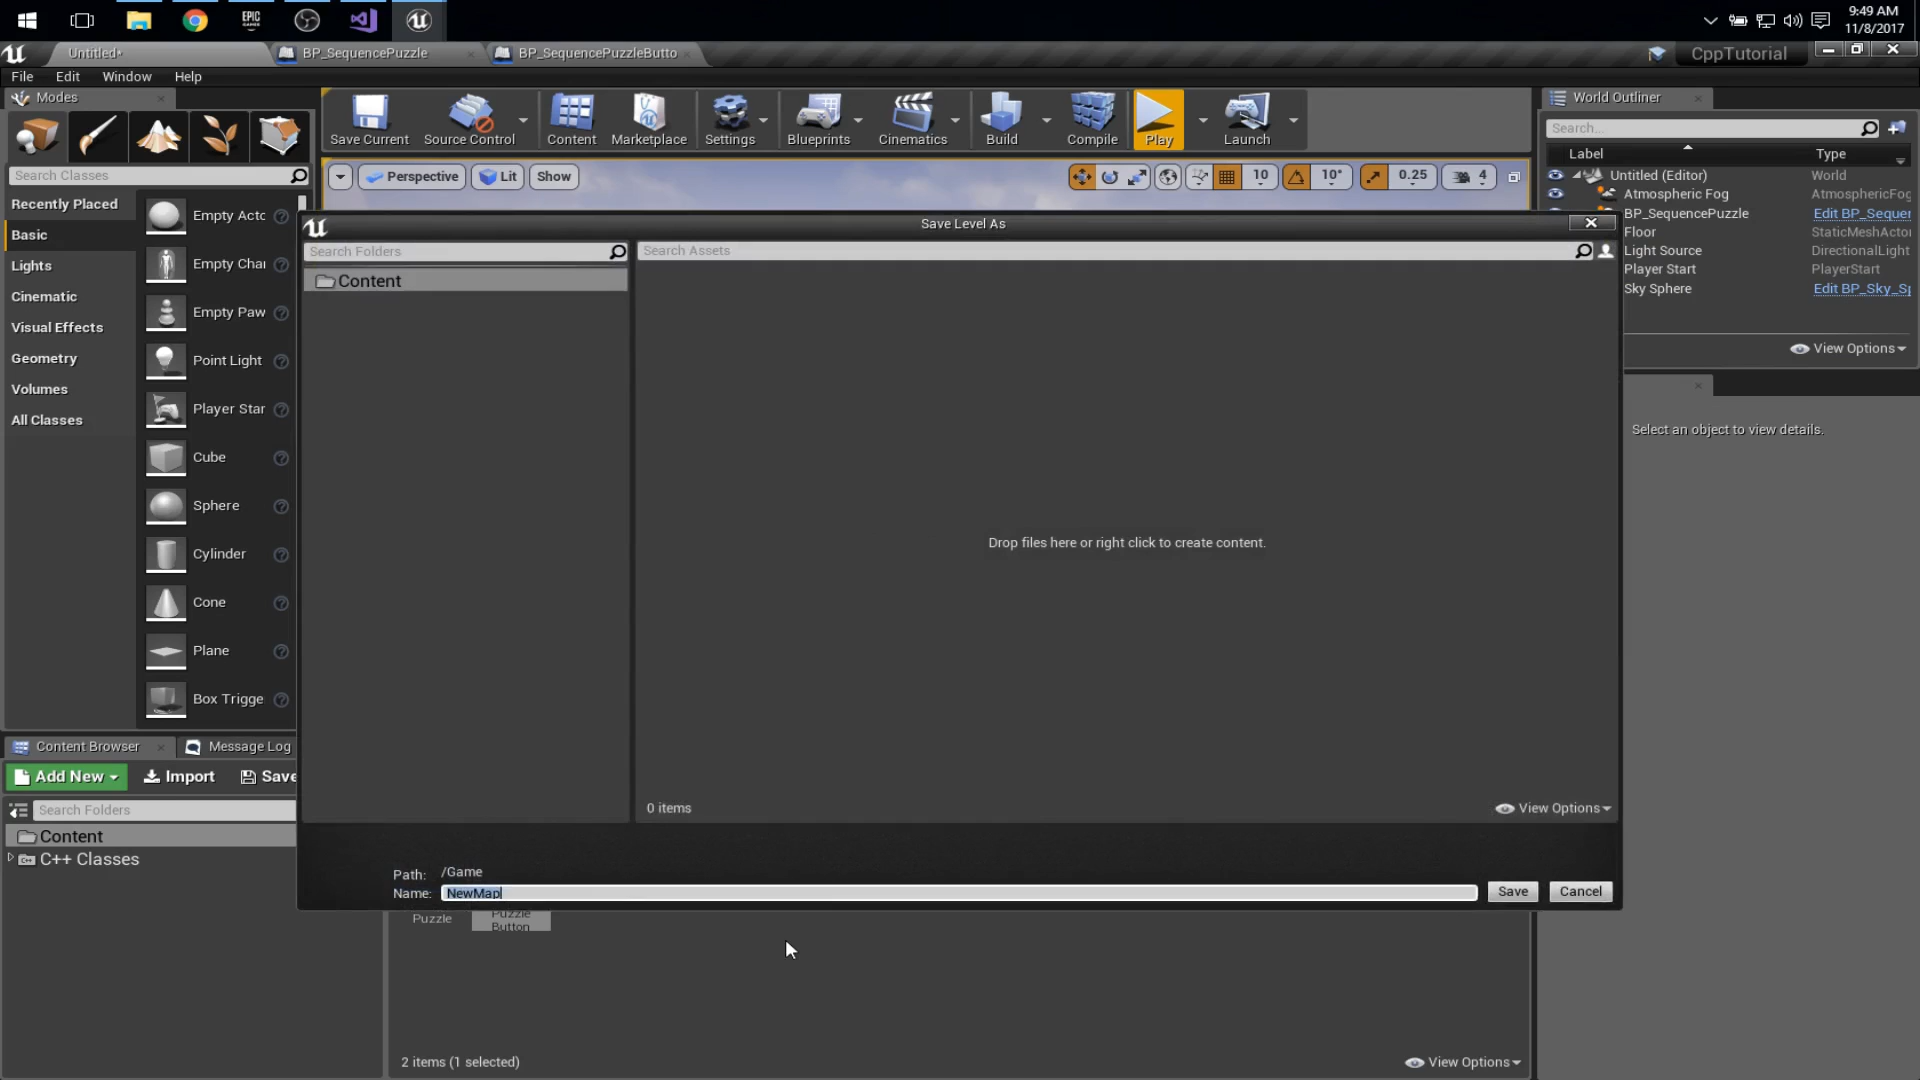 EPIC
GAMES
9:49 AM
11/8/2017
Untitled*
BP_SequencePuzzle
BP_SequencePuzzleButto
CppTutorial
File
Edit
Window
Help
Modes
World Outliner
Save Current
Source Control
Content
Marketplace
Settings
Blueprints
Cinematics
Build
Compile
Play
Launch
Search...
Label
Type
Search Classes
Perspective
Lit
Show
10
10°
0.25
4
Untitled (Editor)
World
Atmospheric Fog
AtmosphericFog
BP_SequencePuzzle
Edit BP_Sequen
Floor
StaticMeshActor
Light Source
DirectionalLight
Player Start
PlayerStart
Sky Sphere
Edit BP_Sky_Sp
View Options
Select an object to view details.
Recently Placed
Basic
Lights
Cinematic
Visual Effects
Geometry
Volumes
All Classes
Empty Acto
Empty Char
Empty Paw
Point Light
Player Star
Cube
Sphere
Cylinder
Cone
Plane
Box Trigge
Save Level As
Search Folders
Search Assets
Content
Drop files here or right click to create content.
0 items
View Options
Path:
/Game
Name:
NewMap
Save
Cancel
Content Browser
Message Log
Add New
Import
Save
Search Folders
Content
C++ Classes
Puzzle
Puzzle
Button
2 items (1 selected)
View Options